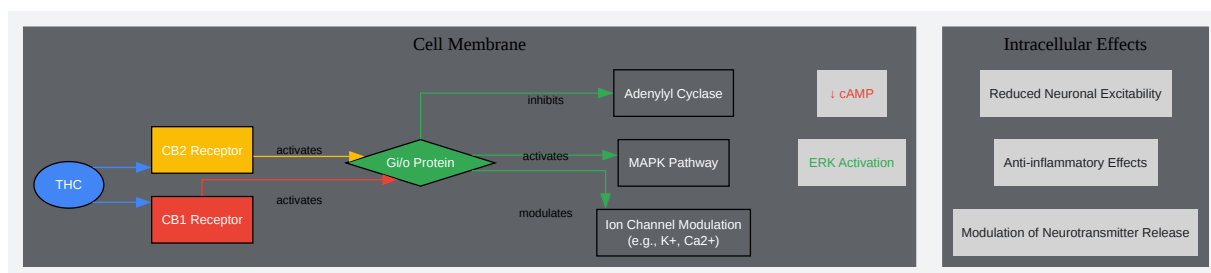 Cell Membrane
Intracellular Effects
THC
CB2 Receptor
CB1 Receptor
activates
activates
Gi/o Protein
inhibits
activates
modulates
Adenylyl Cyclase
MAPK Pathway
Ion Channel Modulation
(e.g., K+, Ca2+)
↓ cAMP
ERK Activation
Reduced Neuronal Excitability
Anti-inflammatory Effects
Modulation of Neurotransmitter Release